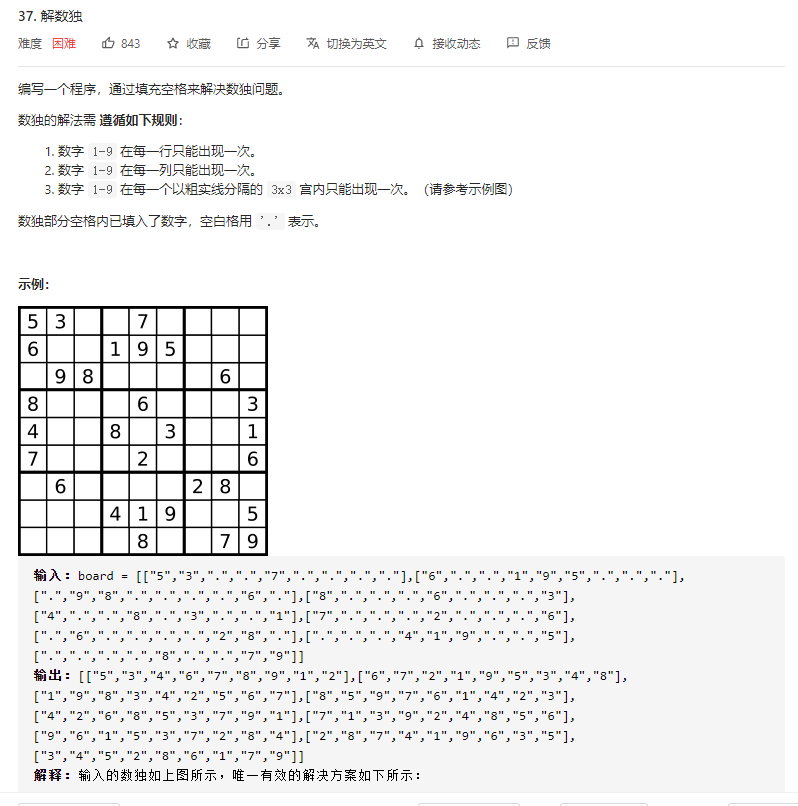 37. 解数独
难度 困难 843 收藏 分享 切换为英文 接收动态 反馈
编写一个程序，通过填充空格来解决数独问题。
数独的解法需 遵循如下规则：
1. 数字 1-9 在每一行只能出现一次。
2. 数字 1-9 在每一列只能出现一次。
3. 数字 1-9 在每一个以粗实线分隔的 3x3 宫内只能出现一次。（请参考示例图）
数独部分空格内已填入了数字，空白格用 '.' 表示。
示例：
5 3 7
6 1 9 5
9 8 6
8 6 3
4 8 3 1
7 2 6
6 2 8
4 1 9 5
8 7 9
输入：board = [["5","3",".",".","7",".",".",".","."],["6",".",".","1","9","5",".",".","."],
[".","9","8",".",".",".",".","6","."],["8",".",".",".","6",".",".",".","3"],
["4",".",".","8",".","3",".",".","1"],["7",".",".",".","2",".",".",".","6"],
[".","6",".",".",".",".","2","8","."],[".",".",".","4","1","9",".",".","5"],
[".",".",".",".","8",".",".","7","9"]]
输出：[["5","3","4","6","7","8","9","1","2"],["6","7","2","1","9","5","3","4","8"],
["1","9","8","3","4","2","5","6","7"],["8","5","9","7","6","1","4","2","3"],
["4","2","6","8","5","3","7","9","1"],["7","1","3","9","2","4","8","5","6"],
["9","6","1","5","3","7","2","8","4"],["2","8","7","4","1","9","6","3","5"],
["3","4","5","2","8","6","1","7","9"]]
解释：输入的数独如上图所示，唯一有效的解决方案如下所示：